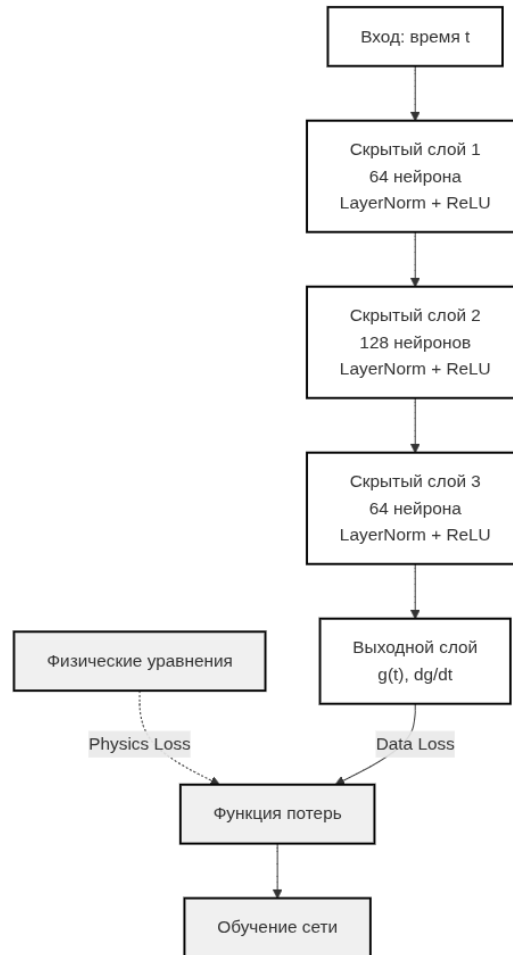 Вход: время t
Скрытый слой 1
64 нейрона
LayerNorm + ReLU
Скрытый слой 2
128 нейронов
LayerNorm + ReLU
Скрытый слой 3
64 нейрона
LayerNorm + ReLU
Выходной слой
g(t), dg/dt
Физические уравнения
Physics Loss
Data Loss
Функция потерь
Обучение сети